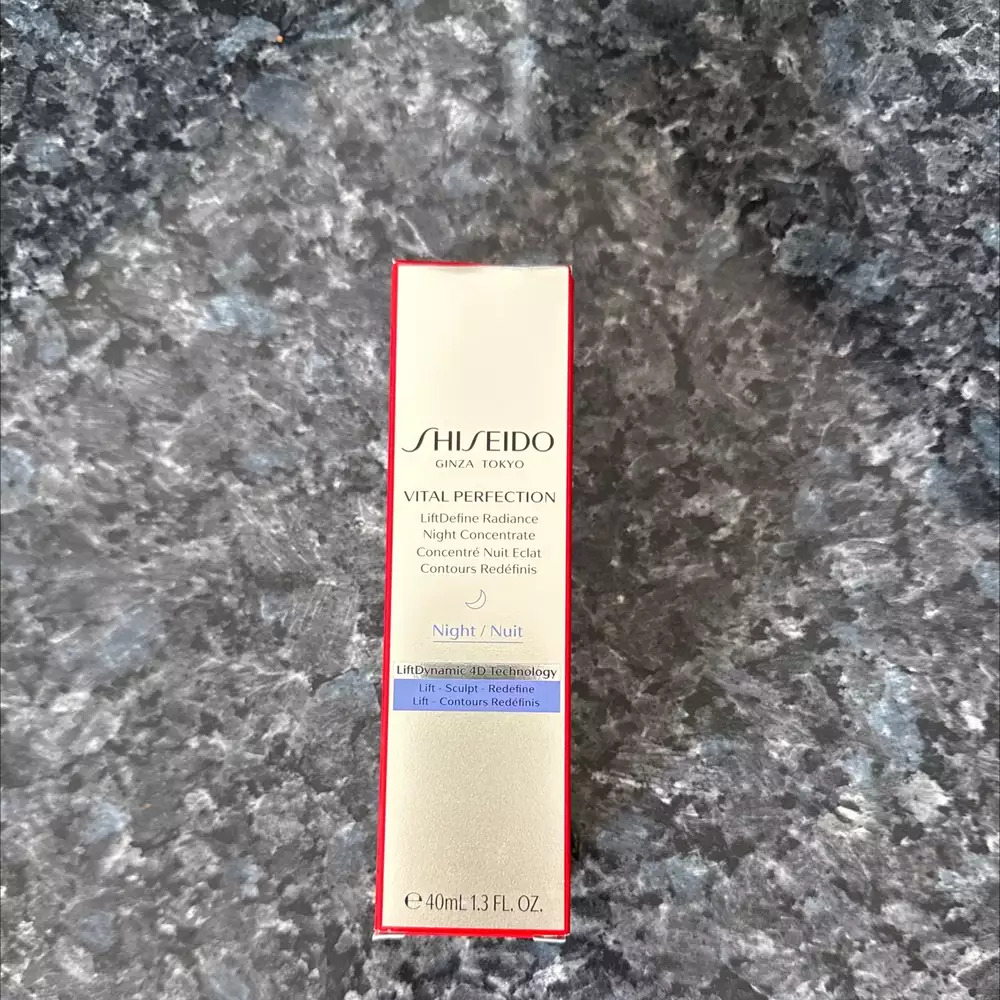 SHISEIDO
GINZA TOKYO
VITAL PERFECTION
LiftDefine Radiance
Night Concentrate
Concentré Nuit Eclat
Contours Redéfinis
Night / Nuit
LiftDynamic 4D Technology
Lift - Sculpt - Redefine
Lift - Contours Redéfinis
℮ 40mL 1.3 FL. OZ.